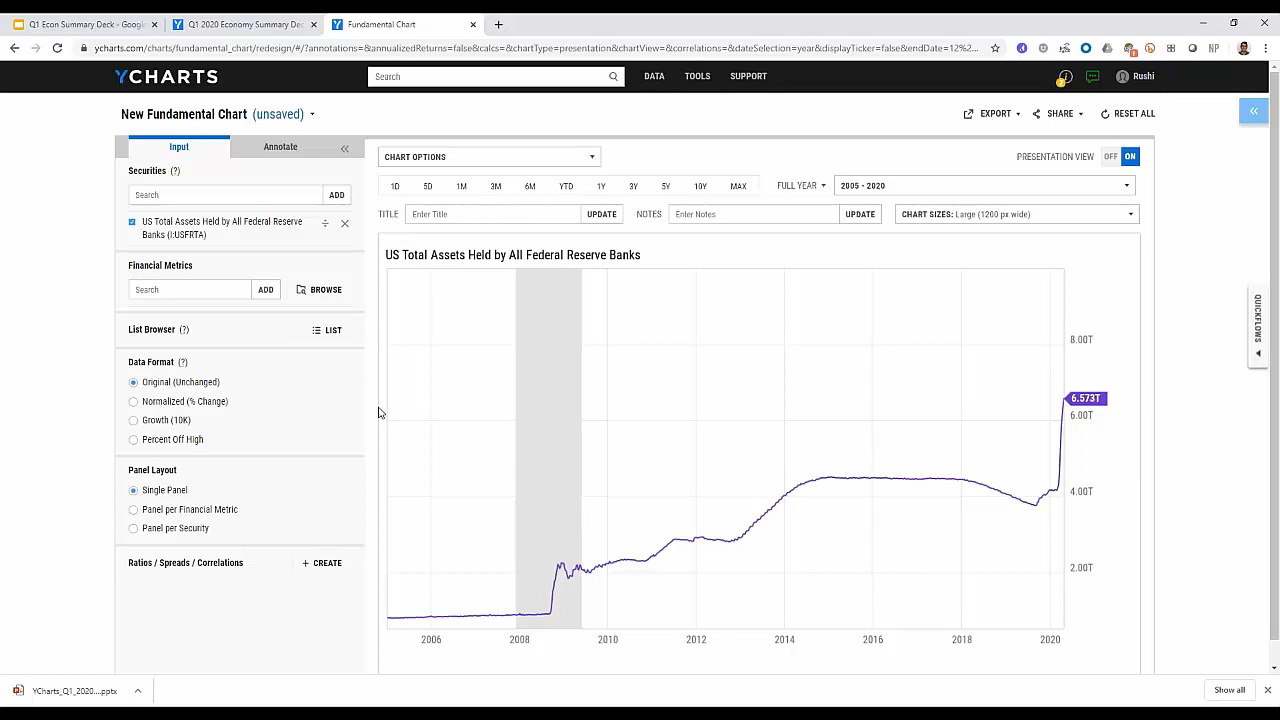 Q1 Econ Summary Deck - Google
Q1 2020 Economy Summary Dec
Fundamental Chart
ycharts.com/charts/fundamental_chart/redesign/#/?annotations=&annualizedReturns=false&calcs=&chartType=presentation&chartView=&correlations=&dateSelection=year&displayTicker=false&endDate=12%2...
NP
YCHARTS
Search
DATA
TOOLS
SUPPORT
Rushi
New Fundamental Chart (unsaved)
EXPORT
SHARE
RESET ALL
Input
Annotate
Securities (?)
Search
ADD
US Total Assets Held by All Federal Reserve
Banks (I:USFRTA)
Financial Metrics
Search
ADD
BROWSE
List Browser (?)
LIST
Data Format (?)
Original (Unchanged)
Normalized (% Change)
Growth (10K)
Percent Off High
Panel Layout
Single Panel
Panel per Financial Metric
Panel per Security
Ratios / Spreads / Correlations
+ CREATE
CHART OPTIONS
PRESENTATION VIEW
OFF
ON
1D
5D
1M
3M
6M
YTD
1Y
3Y
5Y
10Y
MAX
FULL YEAR
2005 - 2020
TITLE
Enter Title
UPDATE
NOTES
Enter Notes
UPDATE
CHART SIZES: Large (1200 px wide)
US Total Assets Held by All Federal Reserve Banks
8.00T
6.573T
6.00T
4.00T
2.00T
2006
2008
2010
2012
2014
2016
2018
2020
QUICKFLOWS
YCharts_Q1_2020....pptx
Show all